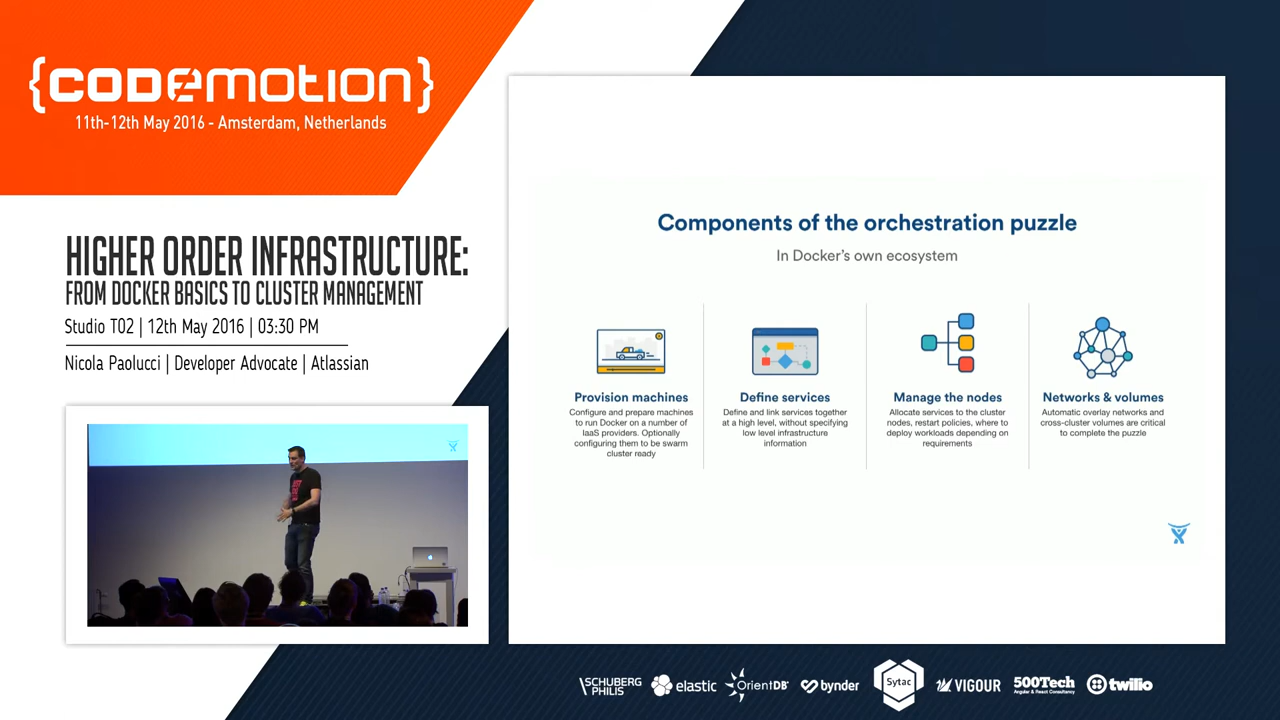 {codemotion}
11th-12th May 2016 - Amsterdam, Netherlands
HIGHER ORDER INFRASTRUCTURE:
FROM DOCKER BASICS TO CLUSTER MANAGEMENT
Studio T02 | 12th May 2016 | 03:30 PM
Nicola Paolucci | Developer Advocate | Atlassian
Components of the orchestration puzzle
In Docker's own ecosystem
Provision machines
Configure and prepare machines
to run Docker on a number of
IaaS providers. Optionally
configuring them to be swarm
cluster ready
Define services
Define and link services together
at a high level, without specifying
low level infrastructure
information
Manage the nodes
Allocate services to the cluster
nodes, restart policies, where to
deploy workloads depending on
requirements
Networks & volumes
Automatic overlay networks and
cross-cluster volumes are critical
to complete the puzzle
SCHUBERG
PHILIS
elastic
OrientDB
bynder
Sytac
VIGOUR
500Tech
Angular & React Consultancy
twilio